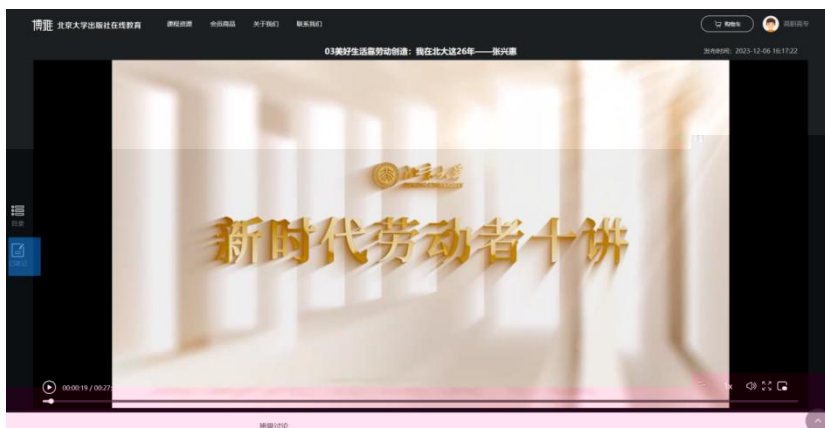 博雅 北京大学出版社在线教育 课程资源 会员商品 关于我们 联系我们 购物车
03美好生活靠劳动创造：我在北大这26年——张兴惠
发布时间：2023-12-06 16:17:22
北京大学
新时代劳动者十讲
目录
00:00:19 / 00:27:
1x